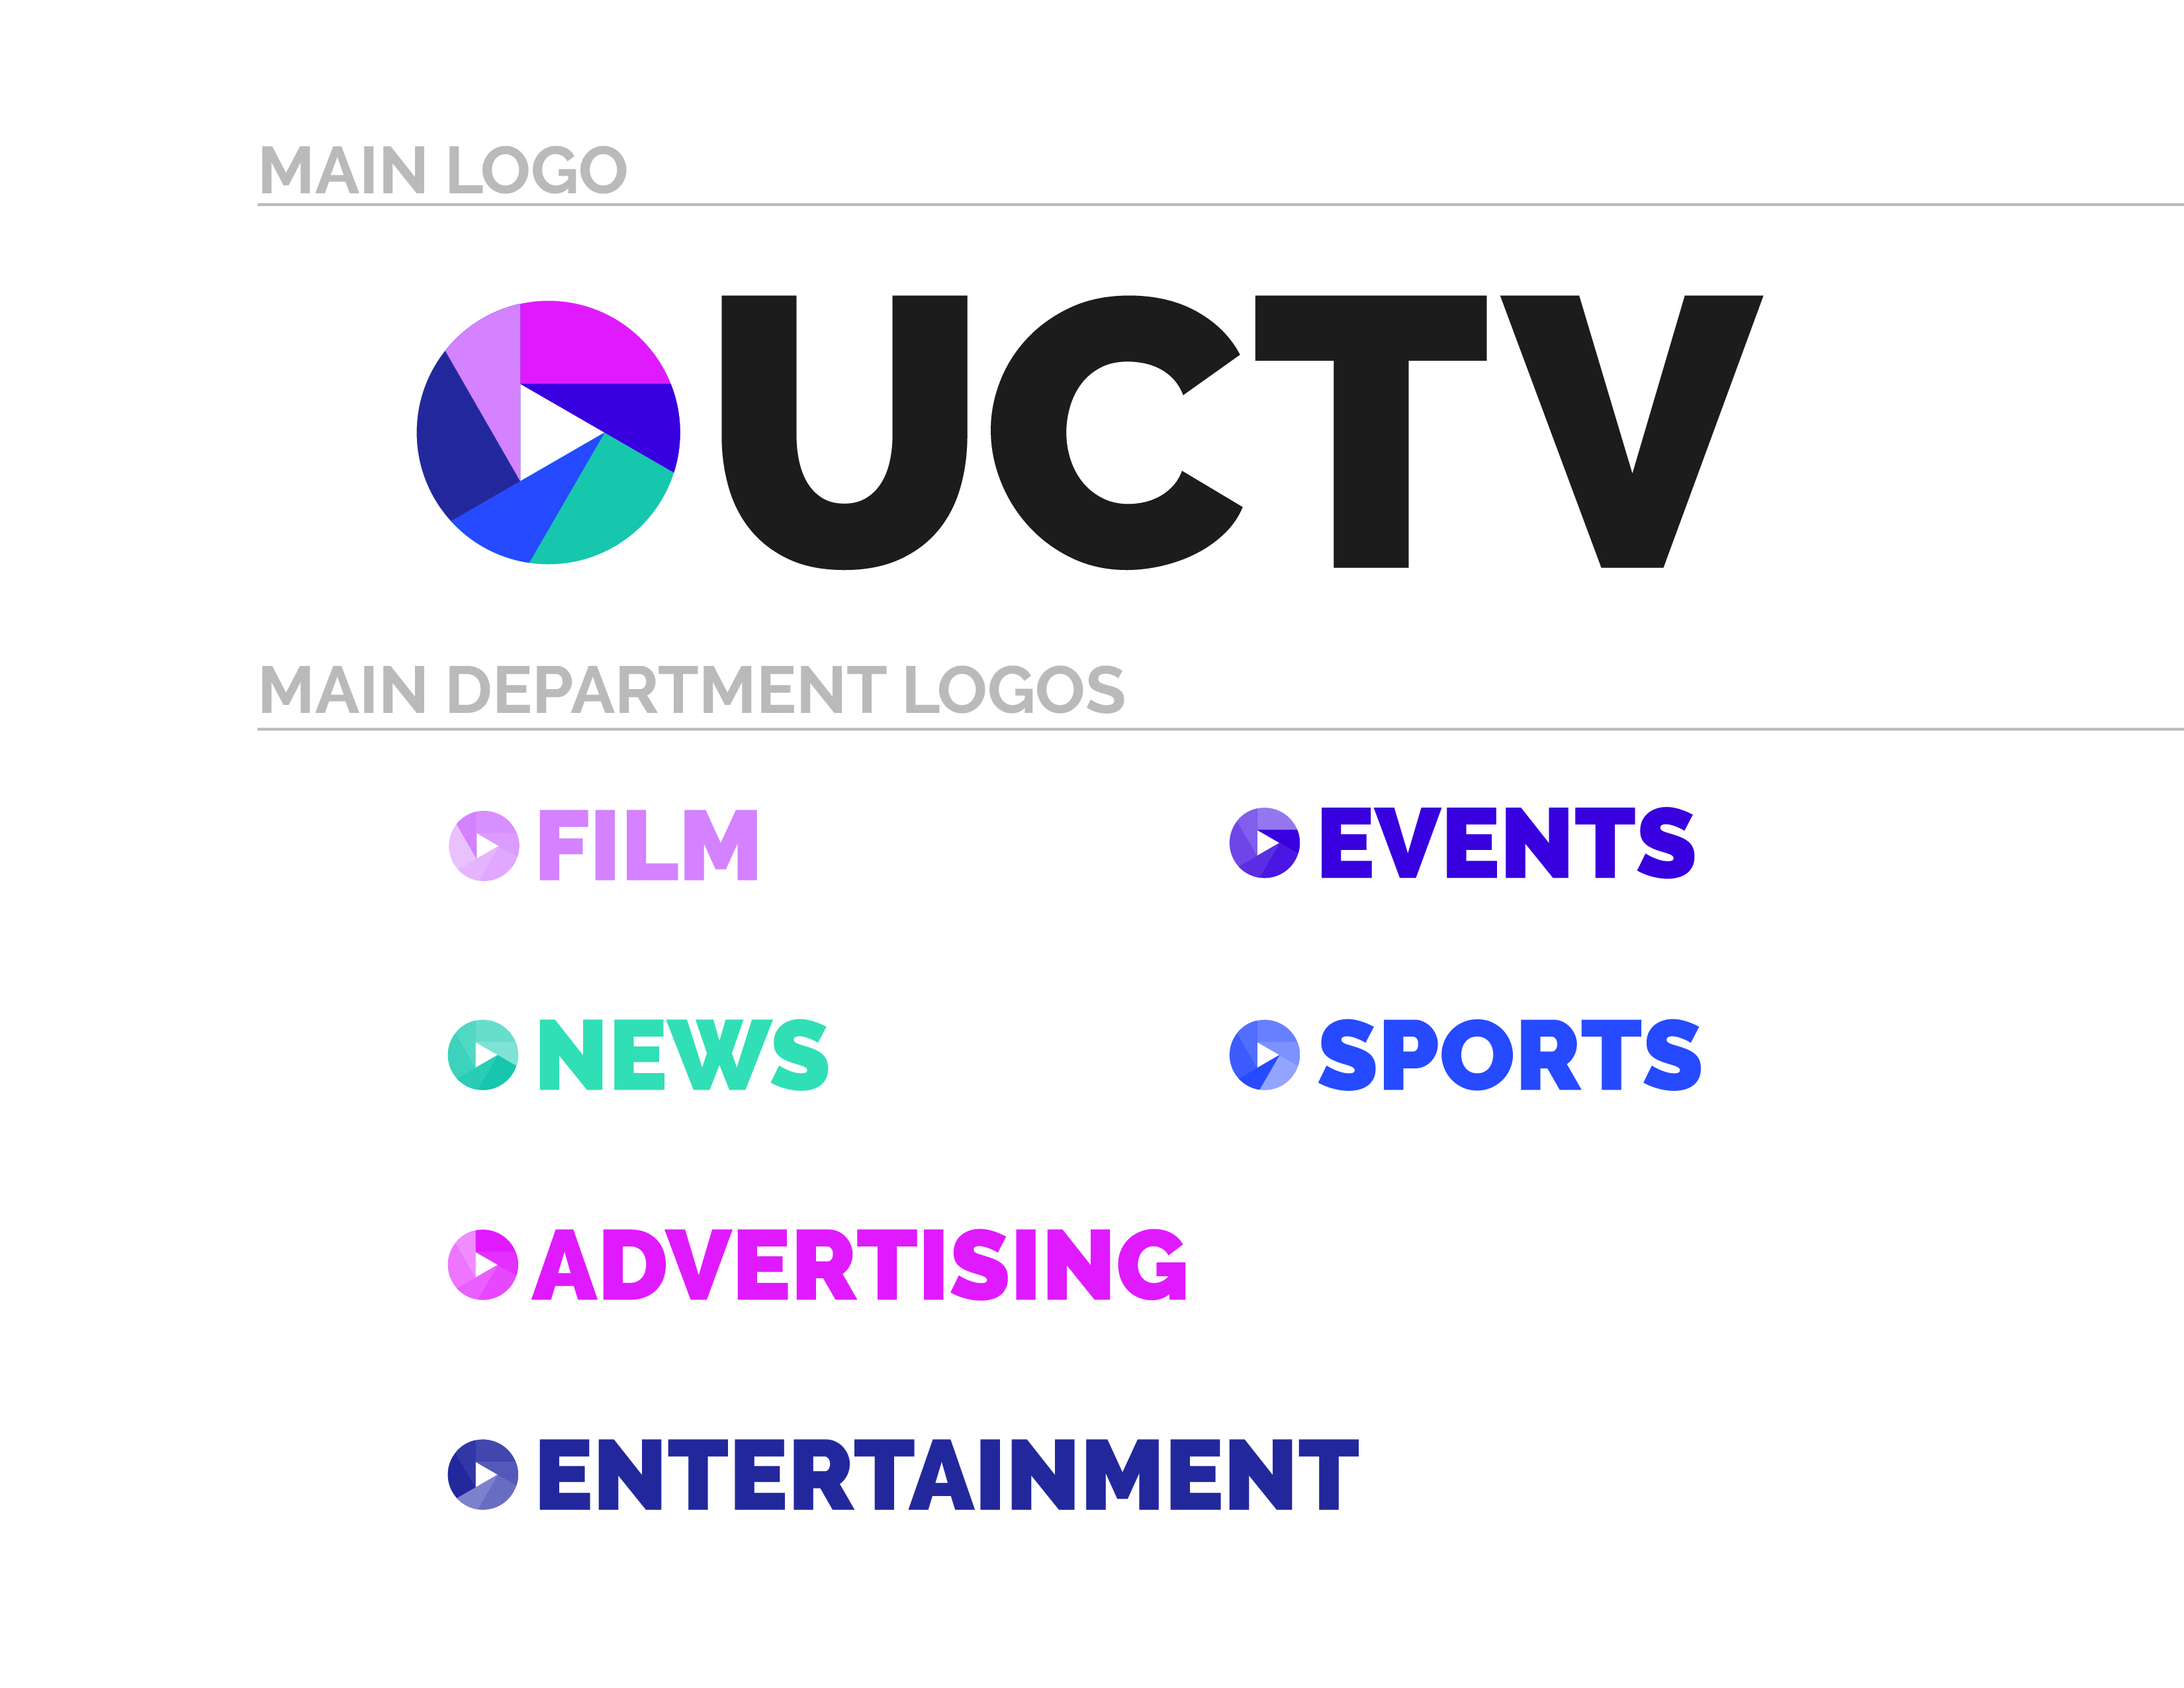 MAIN LOGO
UCTV
MAIN DEPARTMENT LOGOS
FILM
EVENTS
NEWS
SPORTS
ADVERTISING
ENTERTAINMENT